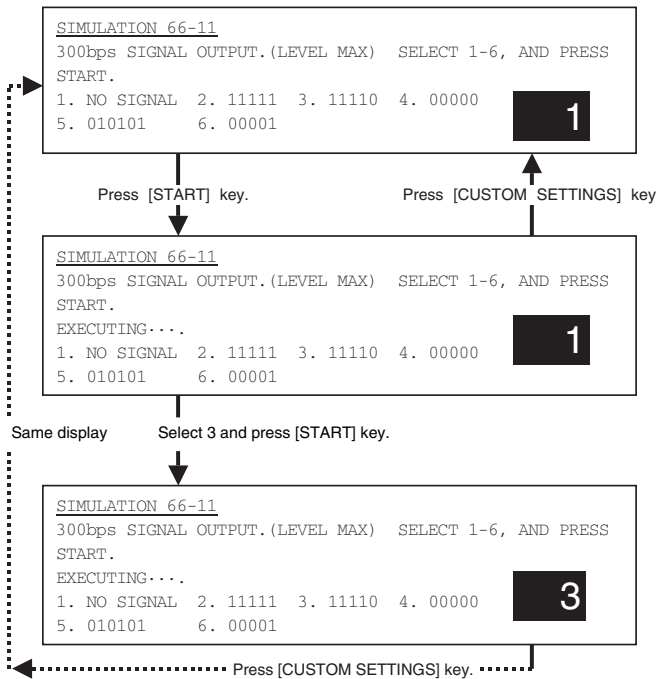 SIMULATION 66-11
300bps SIGNAL OUTPUT.(LEVEL MAX) SELECT 1-6, AND PRESS
START.
1. NO SIGNAL 2. 11111 3. 11110 4. 00000
5. 010101 6. 00001
1
Press [START] key.
Press [CUSTOM SETTINGS] key
SIMULATION 66-11
300bps SIGNAL OUTPUT.(LEVEL MAX) SELECT 1-6, AND PRESS
START.
EXECUTING····.
1. NO SIGNAL 2. 11111 3. 11110 4. 00000
5. 010101 6. 00001
1
Same display
Select 3 and press [START] key.
SIMULATION 66-11
300bps SIGNAL OUTPUT.(LEVEL MAX) SELECT 1-6, AND PRESS
START.
EXECUTING····.
1. NO SIGNAL 2. 11111 3. 11110 4. 00000
5. 010101 6. 00001
3
Press [CUSTOM SETTINGS] key.